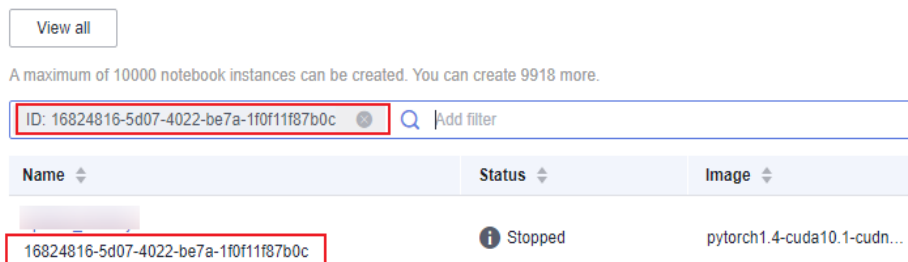 View all
A maximum of 10000 notebook instances can be created. You can create 9918 more.
ID: 16824816-5d07-4022-be7a-1f0f11f87b0c Add filter
Name Status Image
16824816-5d07-4022-be7a-1f0f11f87b0c Stopped pytorch1.4-cuda10.1-cudn...